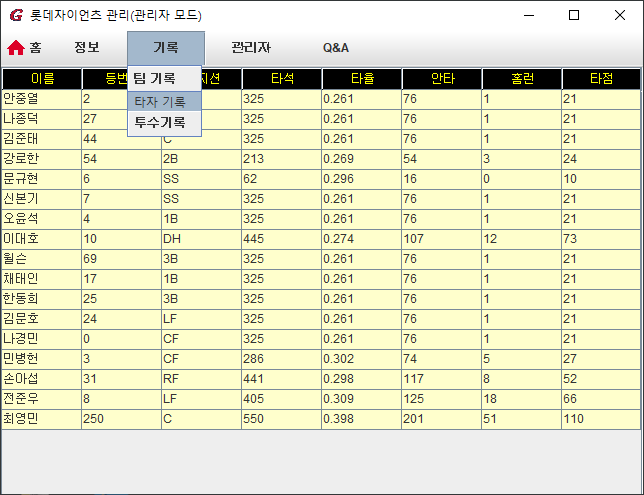 롯데자이언츠 관리(관리자 모드)
홈 정보 기록 관리자 Q&A
팀 기록
타자 기록
투수기록
이름 등번 지션 타석 타율 안타 홈런 타점
안중열 2 325 0.261 76 1 21
나종덕 27 325 0.261 76 1 21
김준태 44 C 325 0.261 76 1 21
강로한 54 2B 213 0.269 54 3 24
문규현 6 SS 62 0.296 16 0 10
신본기 7 SS 325 0.261 76 1 21
오윤석 4 1B 325 0.261 76 1 21
이대호 10 DH 445 0.274 107 12 73
윌슨 69 3B 325 0.261 76 1 21
채태인 17 1B 325 0.261 76 1 21
한동희 25 3B 325 0.261 76 1 21
김문호 24 LF 325 0.261 76 1 21
나경민 0 CF 325 0.261 76 1 21
민병헌 3 CF 286 0.302 74 5 27
손아섭 31 RF 441 0.298 117 8 52
전준우 8 LF 405 0.309 125 18 66
최영민 250 C 550 0.398 201 51 110